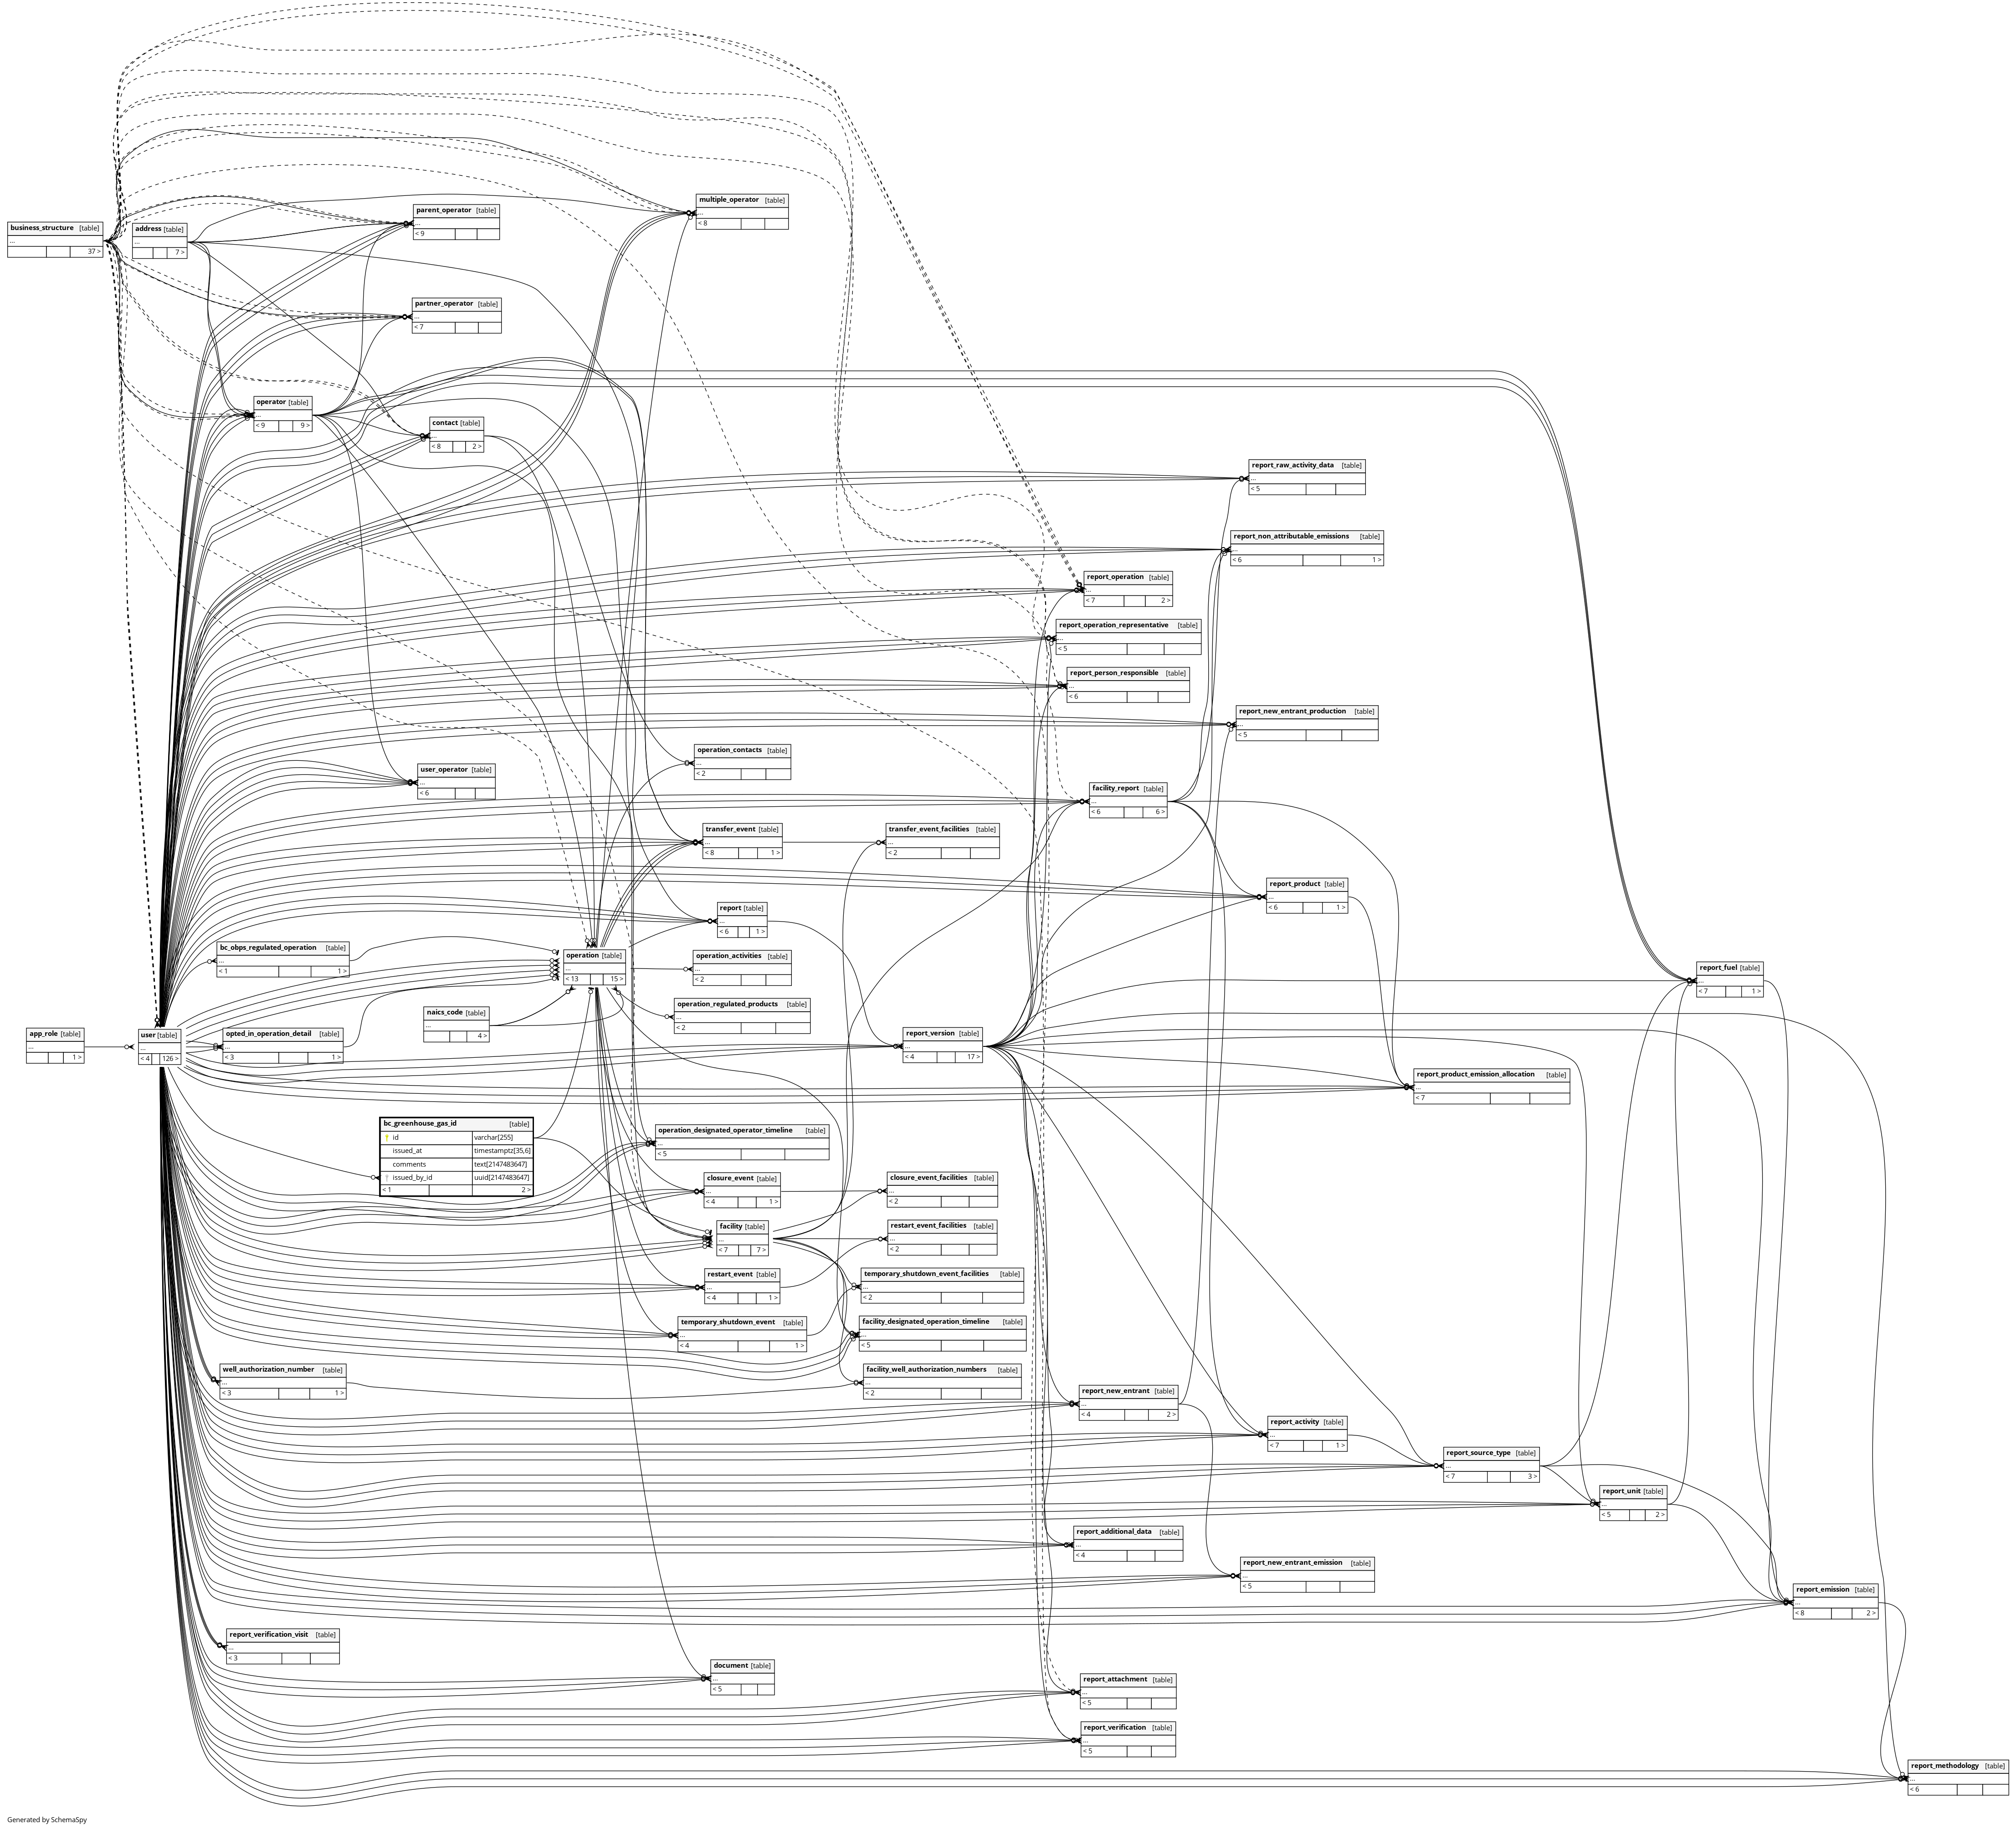 multiple_operator [table]
...
< 8
parent_operator [table]
...
< 9
business_structure [table]
...
37 >
address [table]
...
7 >
partner_operator [table]
...
< 7
operator [table]
...
< 9 9 >
contact [table]
...
< 8 2 >
report_raw_activity_data [table]
...
< 5
report_non_attributable_emissions [table]
...
< 6 1 >
report_operation [table]
...
< 7 2 >
report_operation_representative [table]
...
< 5
report_person_responsible [table]
...
< 6
report_new_entrant_production [table]
...
< 5
operation_contacts [table]
...
< 2
user_operator [table]
...
< 6
facility_report [table]
...
< 6 6 >
transfer_event [table]
...
< 8 1 >
transfer_event_facilities [table]
...
< 2
report_product [table]
...
< 6 1 >
report [table]
...
< 6 1 >
bc_obps_regulated_operation [table]
...
< 1 1 >
operation [table]
...
< 13 15 >
operation_activities [table]
...
< 2
report_fuel [table]
...
< 7 1 >
operation_regulated_products [table]
...
< 2
naics_code [table]
...
4 >
app_role [table]
...
1 >
user [table]
...
< 4 126 >
opted_in_operation_detail [table]
...
< 3 1 >
report_version [table]
...
< 4 17 >
report_product_emission_allocation [table]
...
< 7
bc_greenhouse_gas_id [table]
id varchar[255]
issued_at timestamptz[35,6]
comments text[2147483647]
issued_by_id uuid[2147483647]
< 1 2 >
operation_designated_operator_timeline [table]
...
< 5
closure_event [table]
...
< 4 1 >
closure_event_facilities [table]
...
< 2
facility [table]
...
< 7 7 >
restart_event_facilities [table]
...
< 2
restart_event [table]
...
< 4 1 >
temporary_shutdown_event_facilities [table]
...
< 2
temporary_shutdown_event [table]
...
< 4 1 >
facility_designated_operation_timeline [table]
...
< 5
well_authorization_number [table]
...
< 3 1 >
facility_well_authorization_numbers [table]
...
< 2
report_new_entrant [table]
...
< 4 2 >
report_activity [table]
...
< 7 1 >
report_source_type [table]
...
< 7 3 >
report_unit [table]
...
< 5 2 >
report_additional_data [table]
...
< 4
report_new_entrant_emission [table]
...
< 5
report_emission [table]
...
< 8 2 >
report_verification_visit [table]
...
< 3
document [table]
...
< 5
report_attachment [table]
...
< 5
report_verification [table]
...
< 5
report_methodology [table]
...
< 6
Generated by SchemaSpy